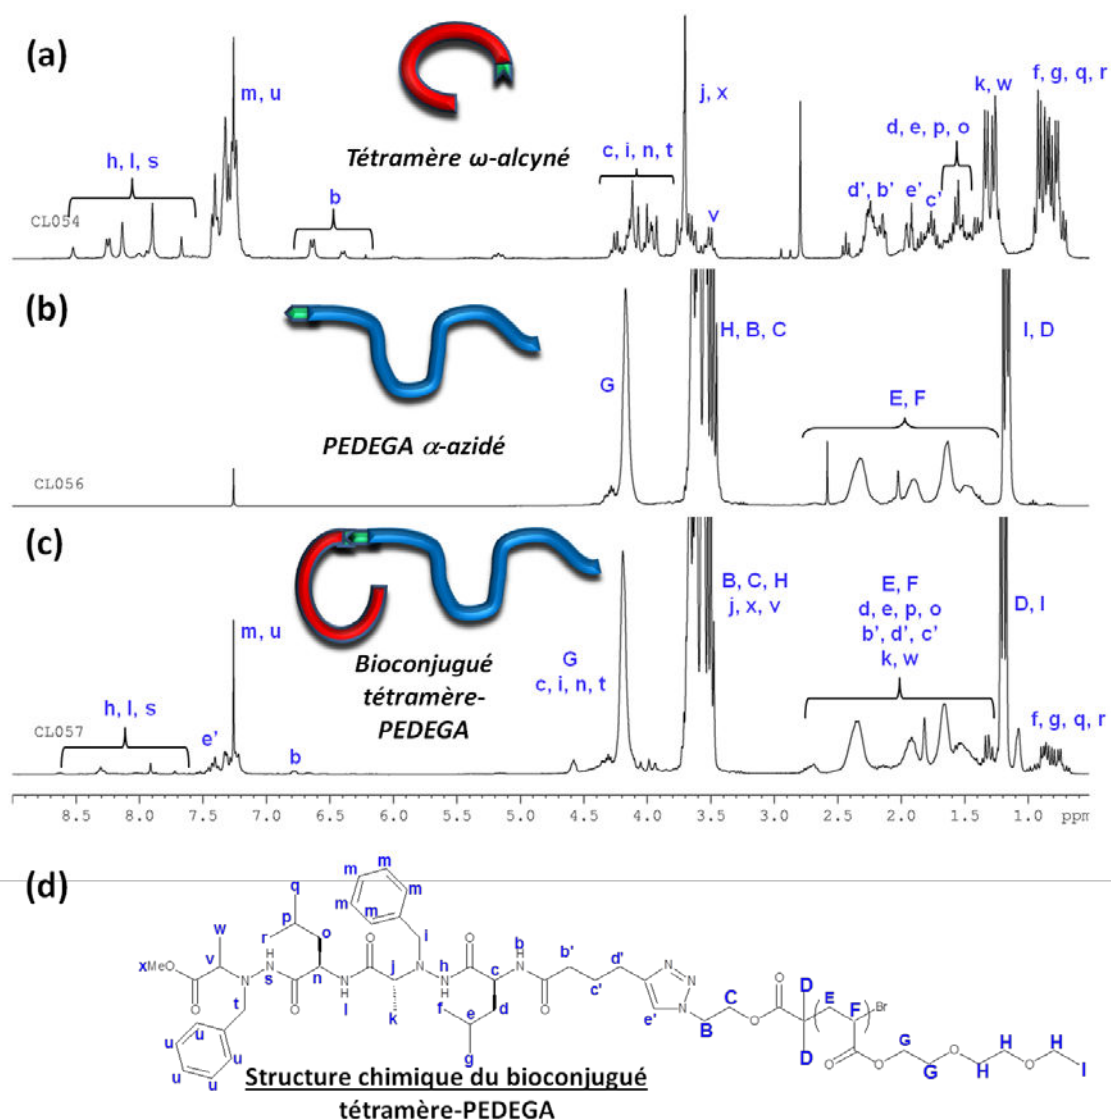 (a)
m, u
j, x
k, w
f, g, q, r
Tétramère ω-alcyné
h, l, s
b
c, i, n, t
v
d, e, p, o
d', b'
e'
c'
CL054
(b)
PEDEGA α-azidé
G
H, B, C
E, F
I, D
CL056
(c)
Bioconjugué
tétramère-
PEDEGA
m, u
h, l, s
e'
b
G
c, i, n, t
B, C, H
j, x, v
E, F
d, e, p, o
b', d', c'
k, w
D, I
f, g, q, r
CL057
8.5 8.0 7.5 7.0 6.5 6.0 5.5 5.0 4.5 4.0 3.5 3.0 2.5 2.0 1.5 1.0 ppm
(d)
Structure chimique du bioconjugué
tétramère-PEDEGA